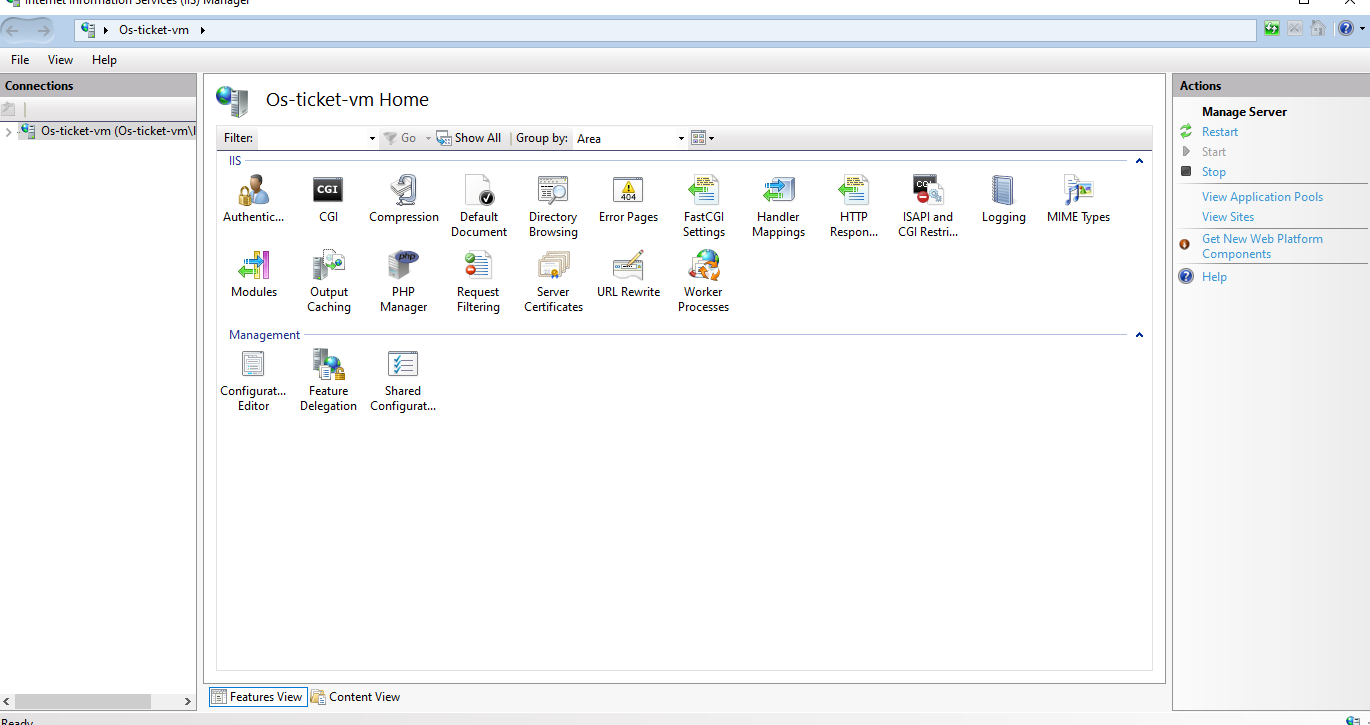 Internet Information Services (IIS) Manager
Os-ticket-vm
File View Help
Connections
Os-ticket-vm (Os-ticket-vm\
Os-ticket-vm Home
Filter: Go Show All Group by: Area
IIS
Authentic... CGI Compression Default Document Directory Browsing Error Pages FastCGI Settings Handler Mappings HTTP Respon... ISAPI and CGI Restri... Logging MIME Types
Modules Output Caching PHP Manager Request Filtering Server Certificates URL Rewrite Worker Processes
Management
Configurat... Editor Feature Delegation Shared Configurat...
Features View Content View
Actions
Manage Server
Restart
Start
Stop
View Application Pools
View Sites
Get New Web Platform
Components
Help
Ready